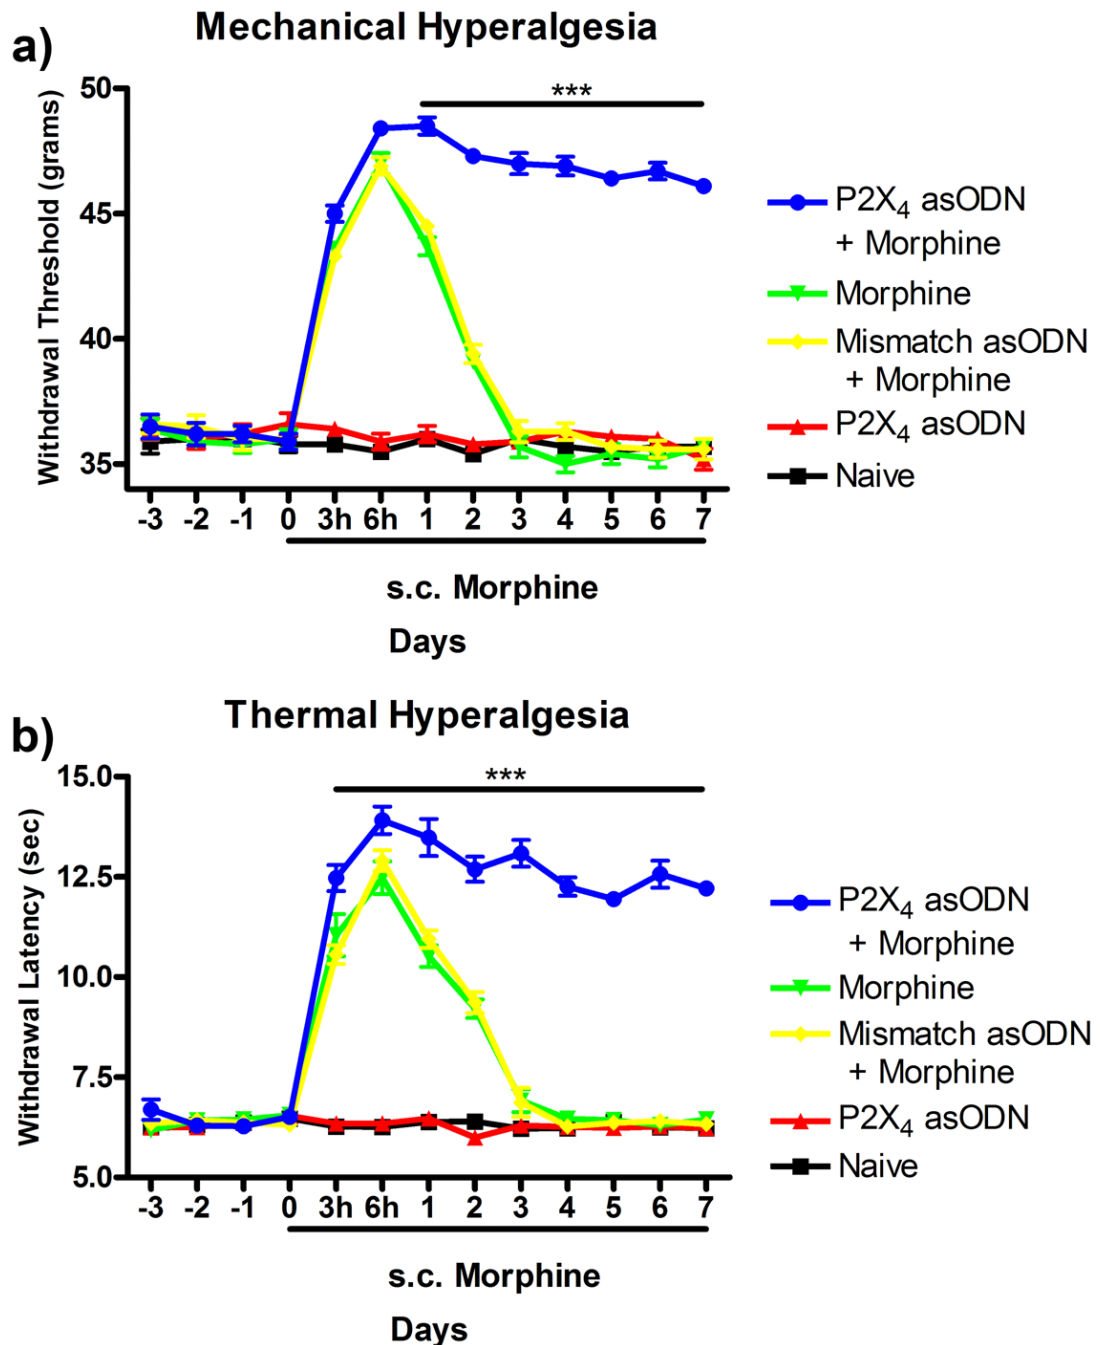 Mechanical Hyperalgesia
a)
50
45
40
35
Withdrawal Threshold (grams)
***
P2X₄ asODN
+ Morphine
Morphine
Mismatch asODN
+ Morphine
P2X₄ asODN
Naive
-3 -2 -1 0 3h 6h 1 2 3 4 5 6 7
s.c. Morphine
Days
Thermal Hyperalgesia
b)
15.0
12.5
10.0
7.5
5.0
Withdrawal Latency (sec)
***
P2X₄ asODN
+ Morphine
Morphine
Mismatch asODN
+ Morphine
P2X₄ asODN
Naive
-3 -2 -1 0 3h 6h 1 2 3 4 5 6 7
s.c. Morphine
Days